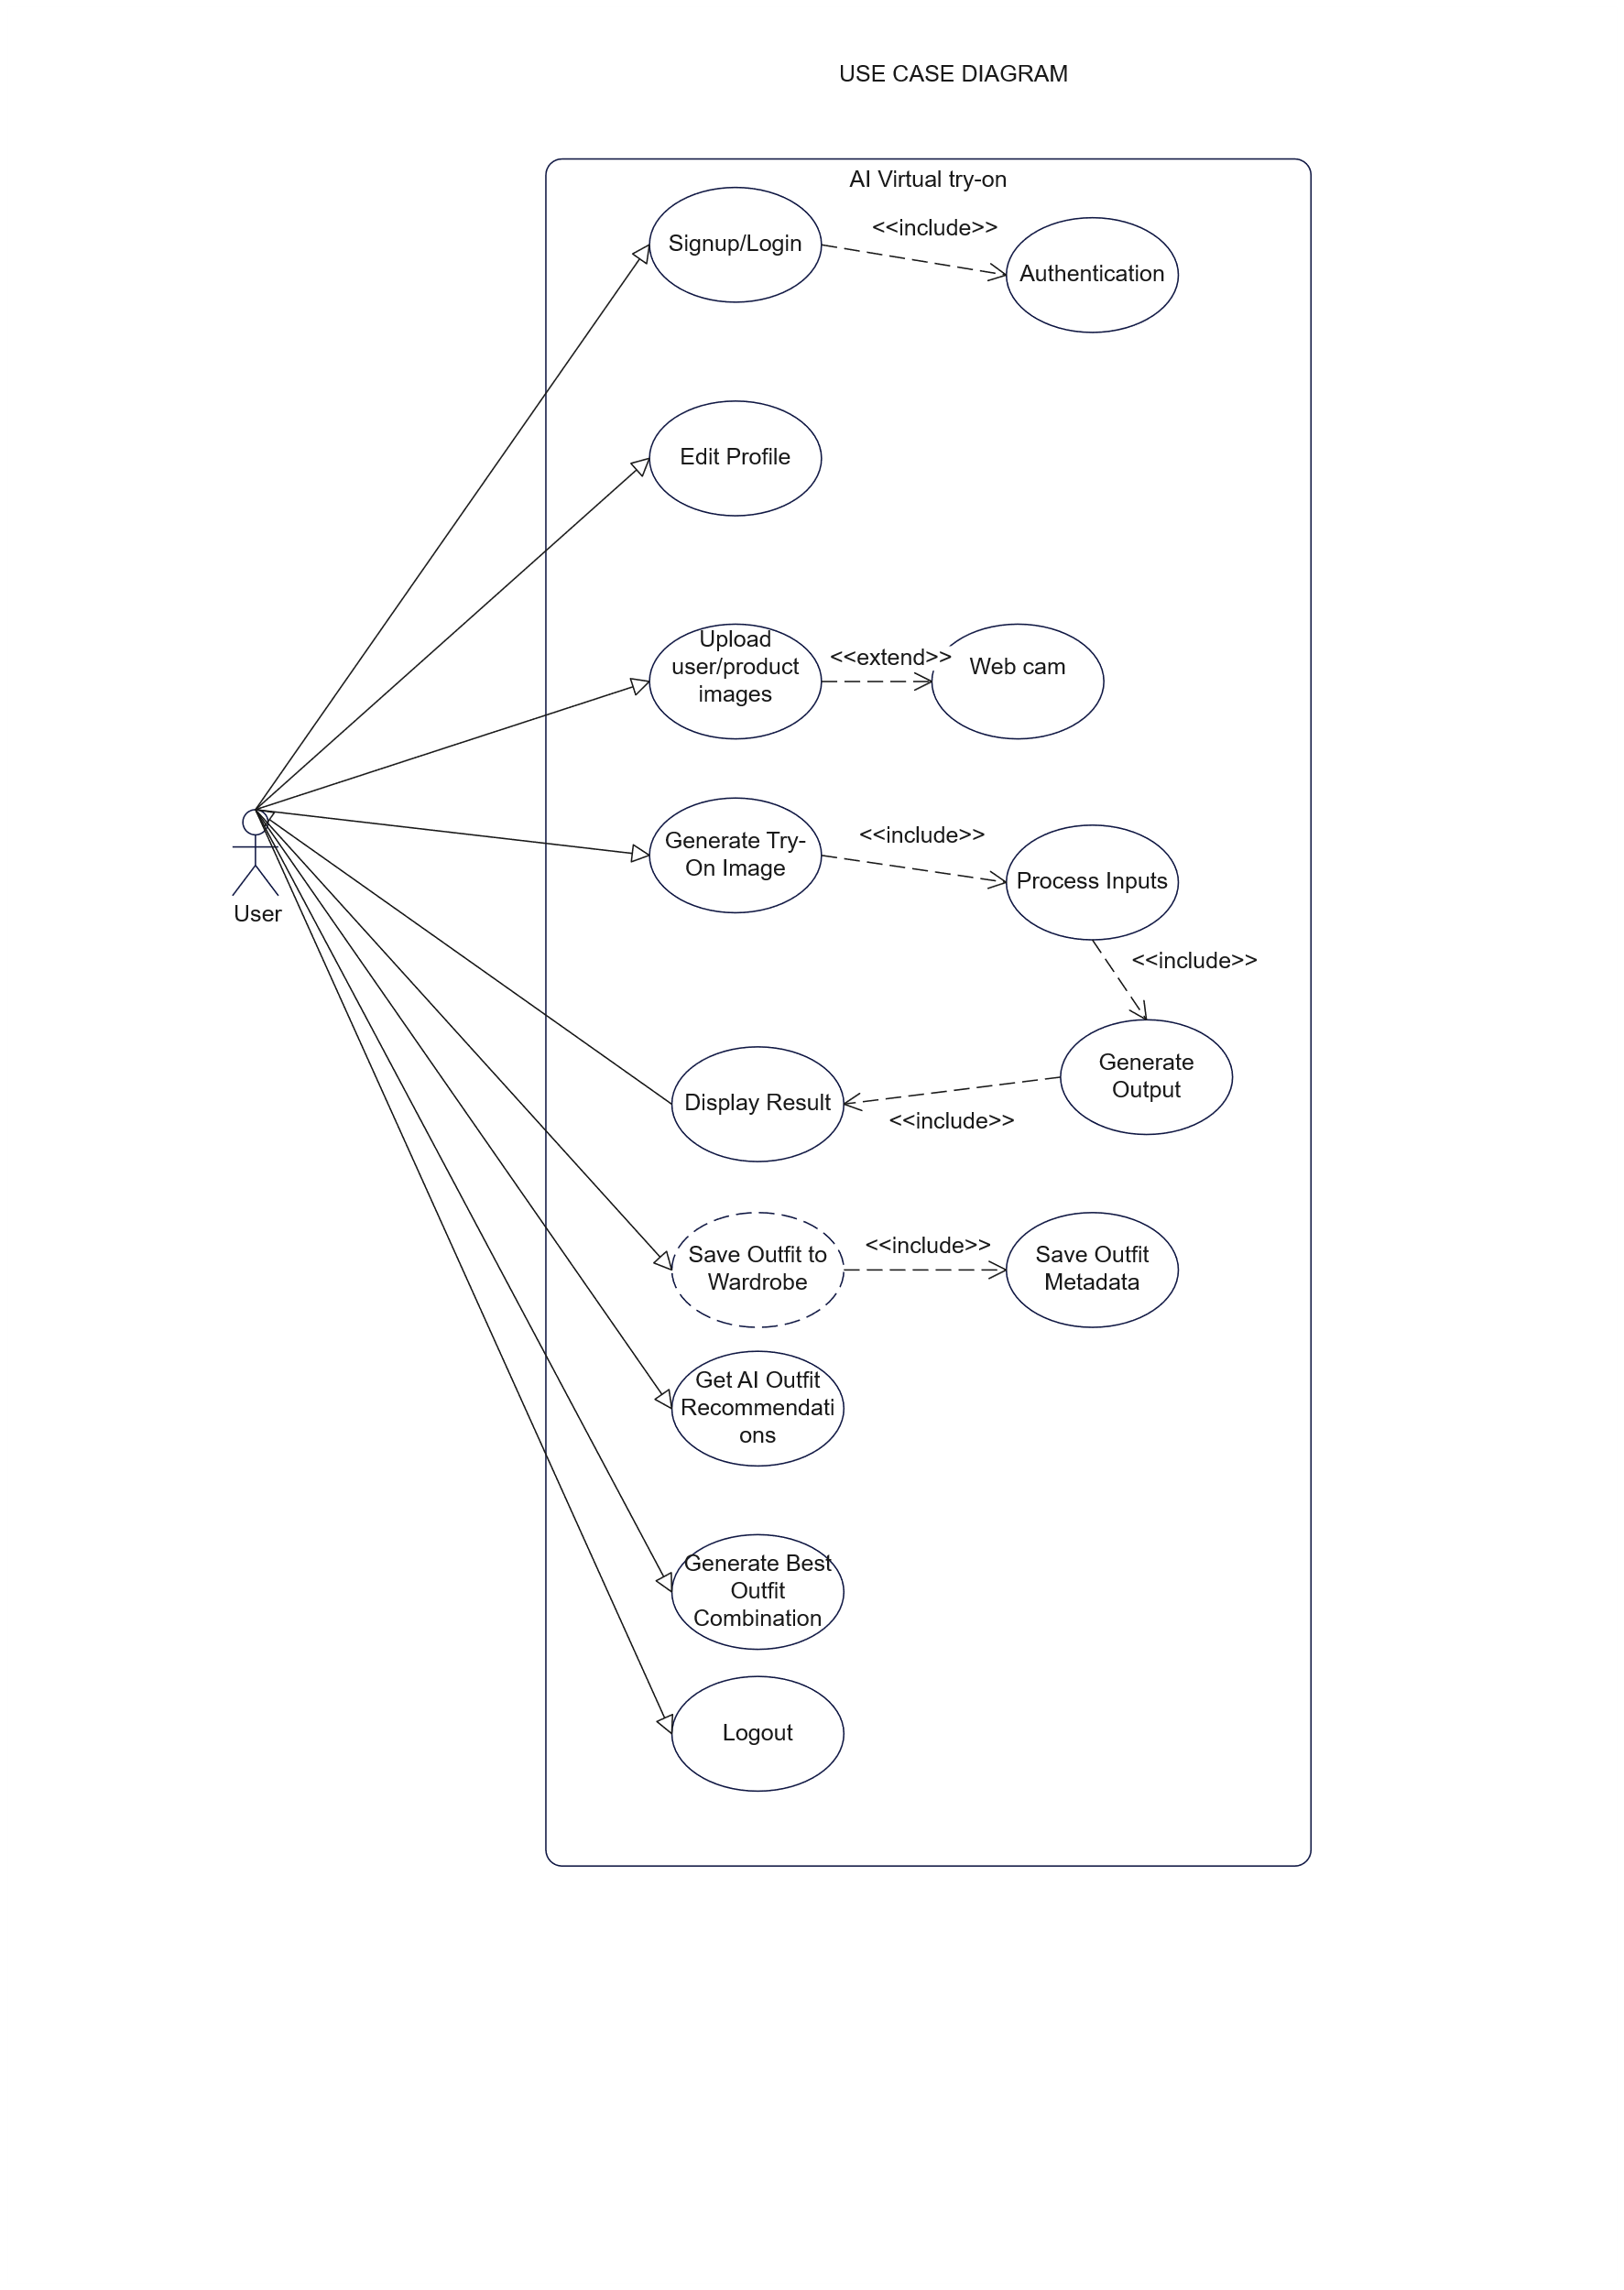 USE CASE DIAGRAM
AI Virtual try-on
Signup/Login
<<include>>
Authentication
Edit Profile
Upload
user/product
images
<<extend>>
Web cam
Generate Try-
On Image
<<include>>
Process Inputs
User
<<include>>
Generate
Output
Display Result
<<include>>
Save Outfit to
Wardrobe
<<include>>
Save Outfit
Metadata
Get AI Outfit
Recommendati
ons
Generate Best
Outfit
Combination
Logout